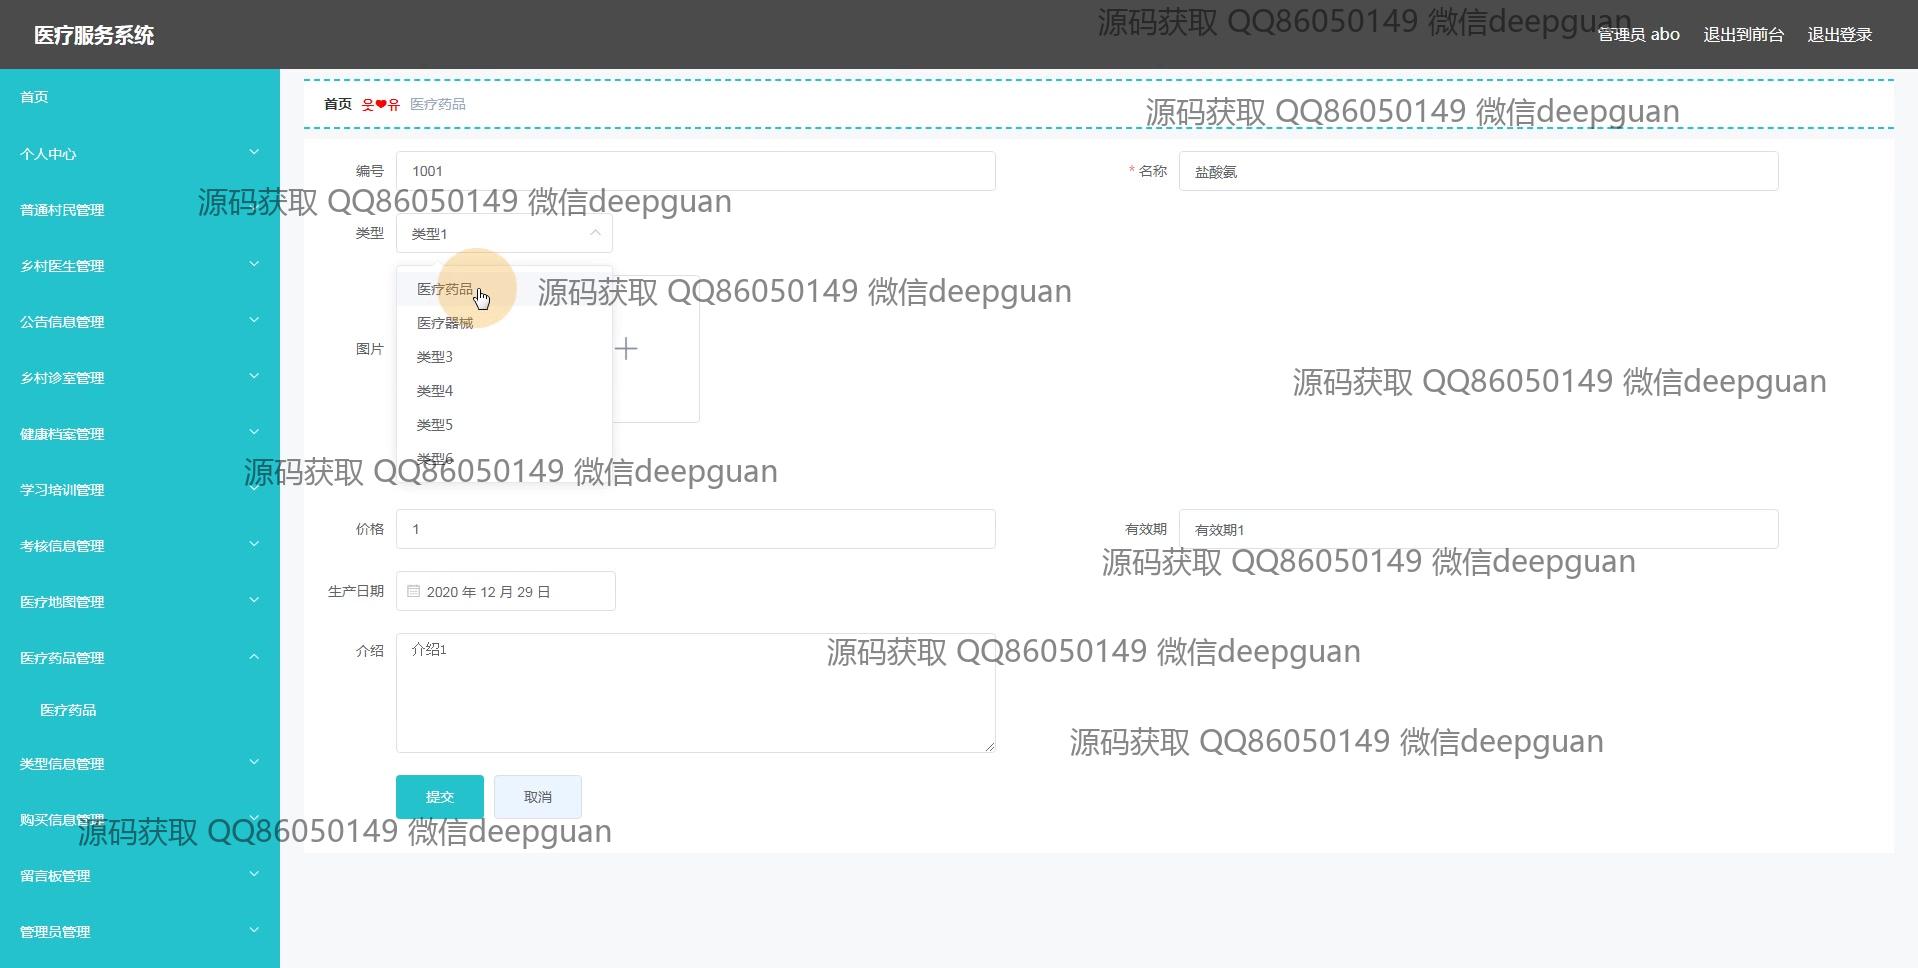 医疗服务系统
源码获取 QQ86050149 微信deepguan
管理员 abo
退出到前台
退出登录
首页
个人中心
普通村民管理
乡村医生管理
公告信息管理
乡村诊室管理
健康档案管理
学习培训管理
考核信息管理
医疗地图管理
医疗药品管理
医疗药品
类型信息管理
购买信息管理
留言板管理
管理员管理
首页 웃❤유 医疗药品
源码获取 QQ86050149 微信deepguan
编号 1001
* 名称 盐酸氨
源码获取 QQ86050149 微信deepguan
类型 类型1
医疗药品
源码获取 QQ86050149 微信deepguan
医疗器械
图片
类型3
类型4
源码获取 QQ86050149 微信deepguan
类型5
类型6
源码获取 QQ86050149 微信deepguan
价格 1
有效期 有效期1
源码获取 QQ86050149 微信deepguan
生产日期 2020 年 12 月 29 日
介绍 介绍1
源码获取 QQ86050149 微信deepguan
源码获取 QQ86050149 微信deepguan
提交
取消
源码获取 QQ86050149 微信deepguan